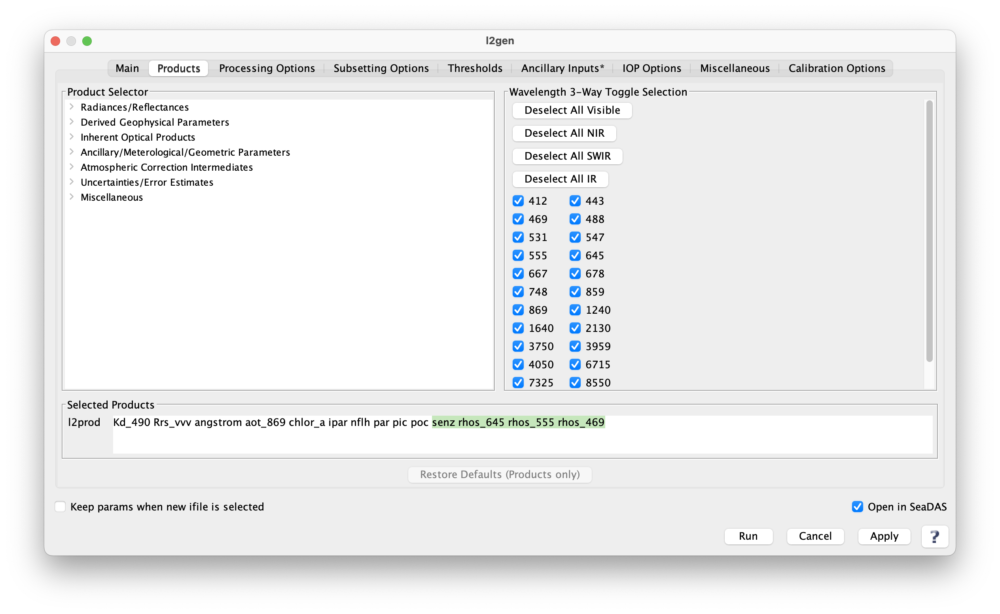 l2gen
Main Products Processing Options Subsetting Options Thresholds Ancillary Inputs* IOP Options Miscellaneous Calibration Options
Product Selector
Radiances/Reflectances
Derived Geophysical Parameters
Inherent Optical Products
Ancillary/Meterological/Geometric Parameters
Atmospheric Correction Intermediates
Uncertainties/Error Estimates
Miscellaneous
Wavelength 3-Way Toggle Selection
Deselect All Visible
Deselect All NIR
Deselect All SWIR
Deselect All IR
412 443
469 488
531 547
555 645
667 678
748 859
869 1240
1640 2130
3750 3959
4050 6715
7325 8550
Selected Products
l2prod Kd_490 Rrs_vvv angstrom aot_869 chlor_a ipar nflh par pic poc senz rhos_645 rhos_555 rhos_469
Restore Defaults (Products only)
Keep params when new ifile is selected Open in SeaDAS
Run Cancel Apply ?